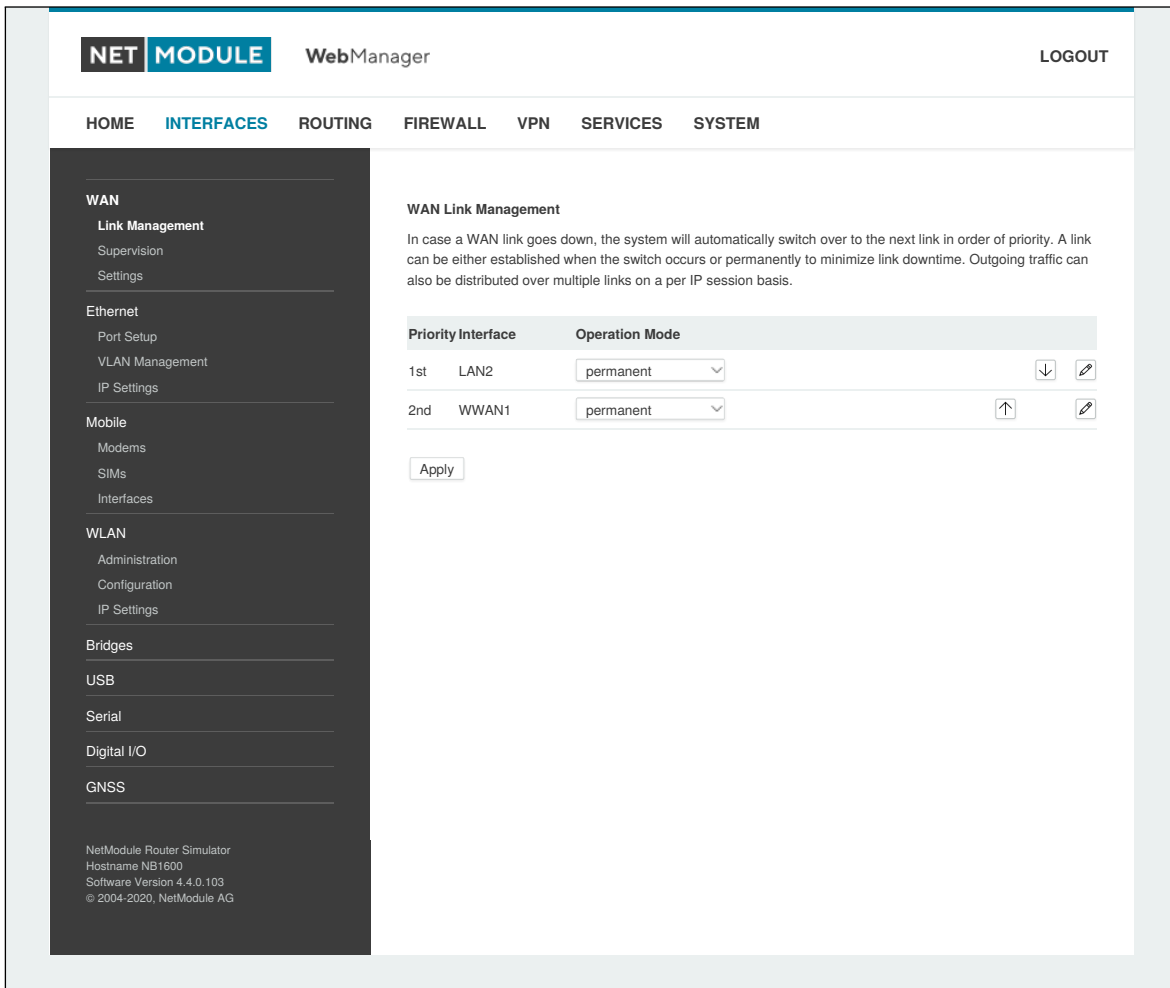 NET MODULE WebManager LOGOUT
HOME INTERFACES ROUTING FIREWALL VPN SERVICES SYSTEM
WAN
Link Management
Supervision
Settings
Ethernet
Port Setup
VLAN Management
IP Settings
Mobile
Modems
SIMs
Interfaces
WLAN
Administration
Configuration
IP Settings
Bridges
USB
Serial
Digital I/O
GNSS
NetModule Router Simulator
Hostname NB1600
Software Version 4.4.0.103
© 2004-2020, NetModule AG
WAN Link Management
In case a WAN link goes down, the system will automatically switch over to the next link in order of priority. A link
can be either established when the switch occurs or permanently to minimize link downtime. Outgoing traffic can
also be distributed over multiple links on a per IP session basis.
Priority Interface Operation Mode
1st LAN2 permanent
2nd WWAN1 permanent
Apply